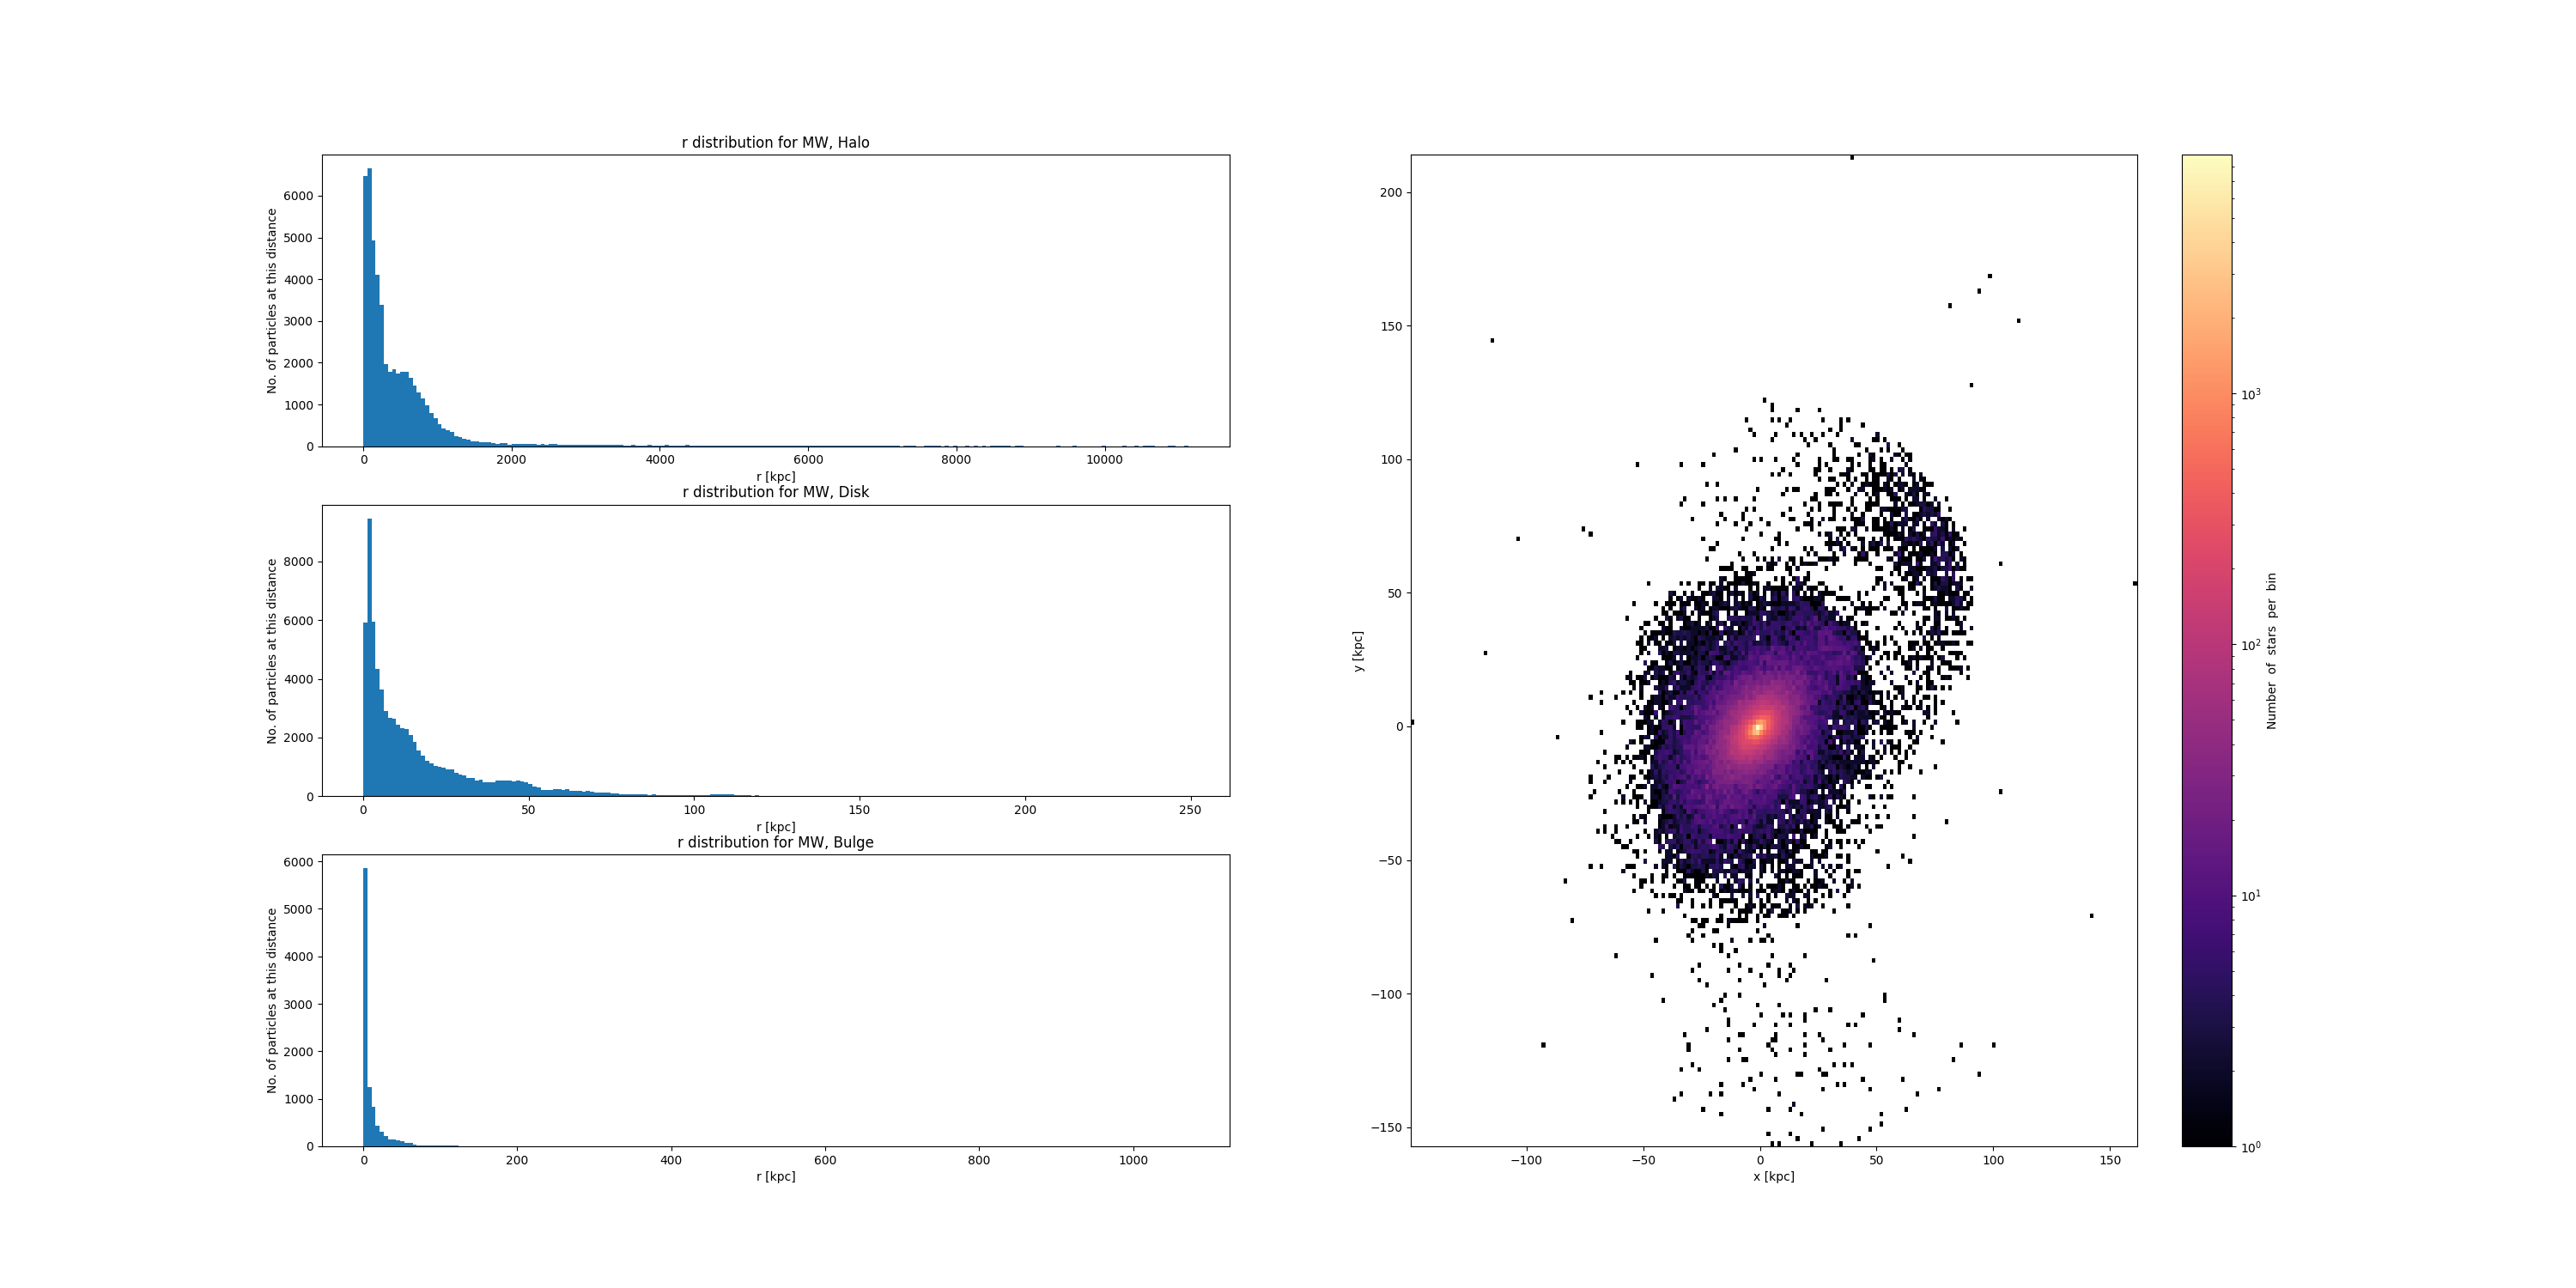 r distribution for MW, Halo
No. of particles at this distance
6000
5000
4000
3000
2000
1000
0
0 2000 4000 6000 8000 10000
r [kpc]
r distribution for MW, Disk
No. of particles at this distance
8000
6000
4000
2000
0
0 50 100 150 200 250
r [kpc]
r distribution for MW, Bulge
No. of particles at this distance
6000
5000
4000
3000
2000
1000
0
0 200 400 600 800 1000
r [kpc]
y [kpc]
200
150
100
50
0
−50
−100
−150
−100 −50 0 50 100 150
x [kpc]
10³
10²
10¹
10⁰
Number of stars per bin